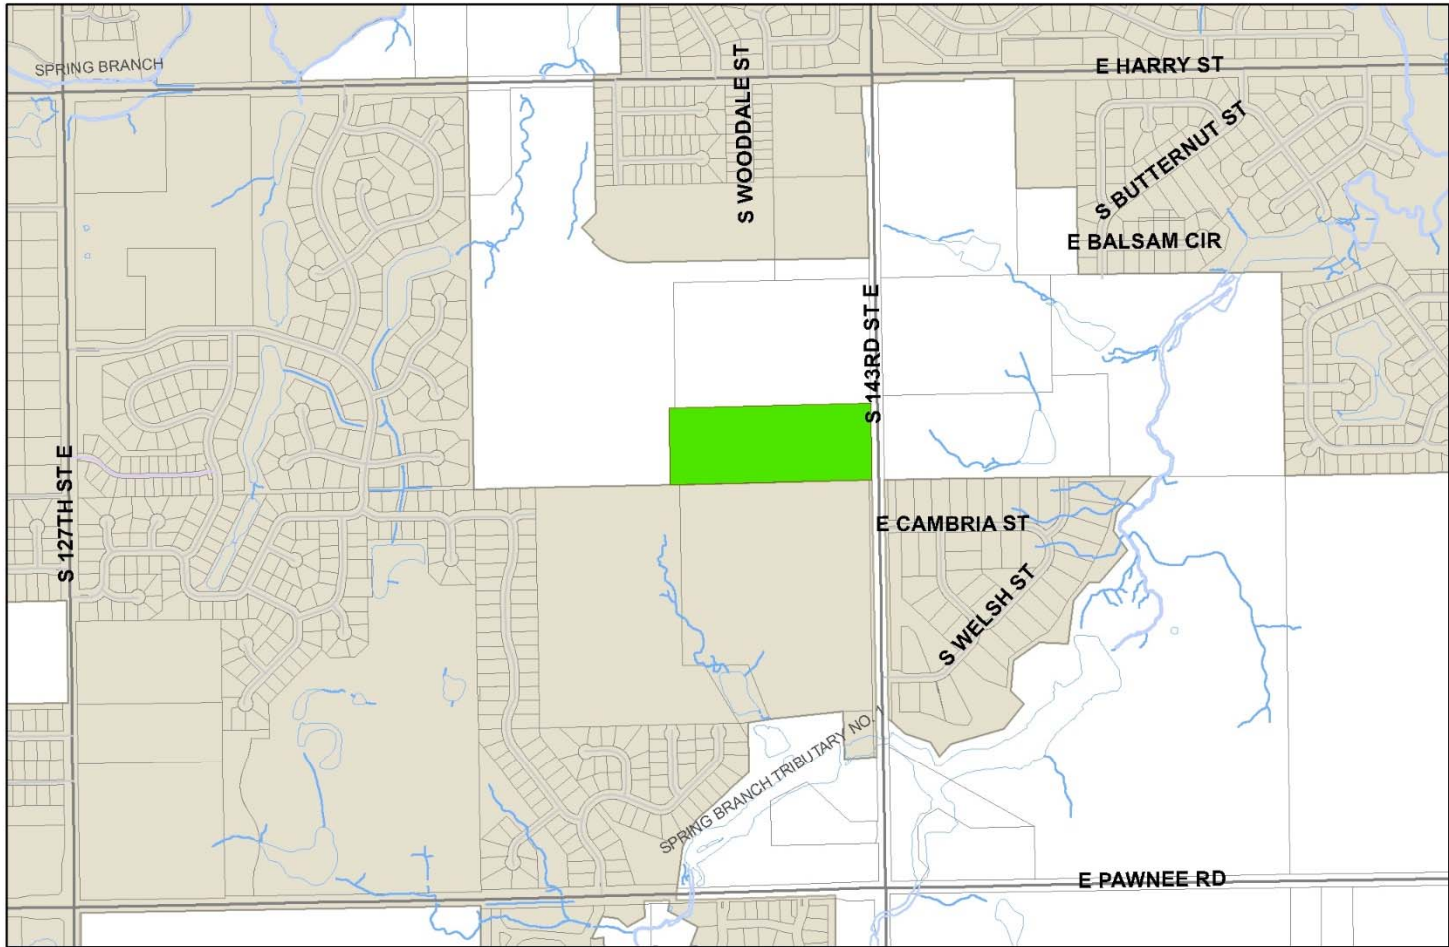 E HARRY ST
SPRING BRANCH
S WOODDALE ST
S BUTTERNUT ST
E BALSAM CIR
S 143RD ST E
S 127TH ST E
E CAMBRIA ST
S WELSH ST
SPRING BRANCH TRIBUTARY NO. 1
E PAWNEE RD